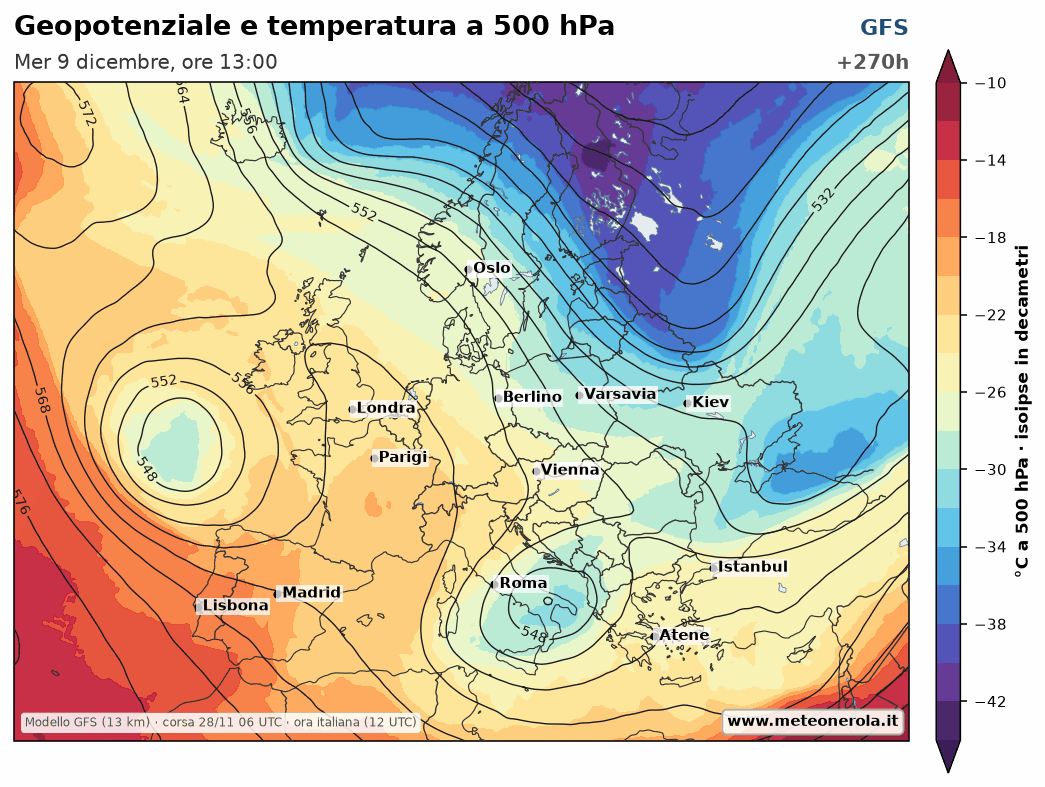 Geopotenziale e temperatura a 500 hPa
GFS
Mer 9 dicembre, ore 13:00
+270h
572
564
556
552
532
Oslo
552
556
568
548
576
Londra
Berlino
Varsavia
Kiev
Parigi
Vienna
Roma
Istanbul
Madrid
Lisbona
548
Atene
Modello GFS (13 km) · corsa 28/11 06 UTC · ora italiana (12 UTC)
www.meteonerola.it
−10
−14
−18
−22
−26
−30
−34
−38
−42
°C a 500 hPa · isoipse in decametri